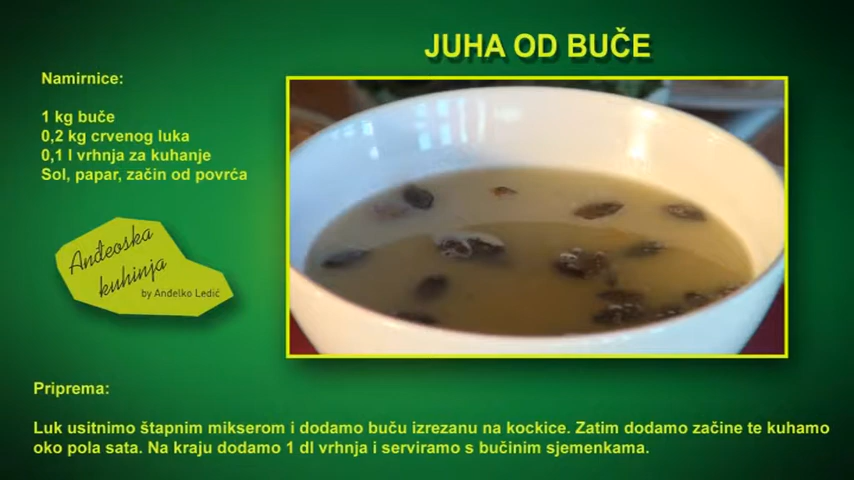 JUHA OD BUČE
Namirnice:
1 kg buče
0,2 kg crvenog luka
0,1 l vrhnja za kuhanje
Sol, papar, začin od povrća
Anđeoska
kuhinja
by Anđelko Ledić
Priprema:
Luk usitnimo štapnim mikserom i dodamo buču izrezanu na kockice. Zatim dodamo začine te kuhamo
oko pola sata. Na kraju dodamo 1 dl vrhnja i serviramo s bučinim sjemenkama.